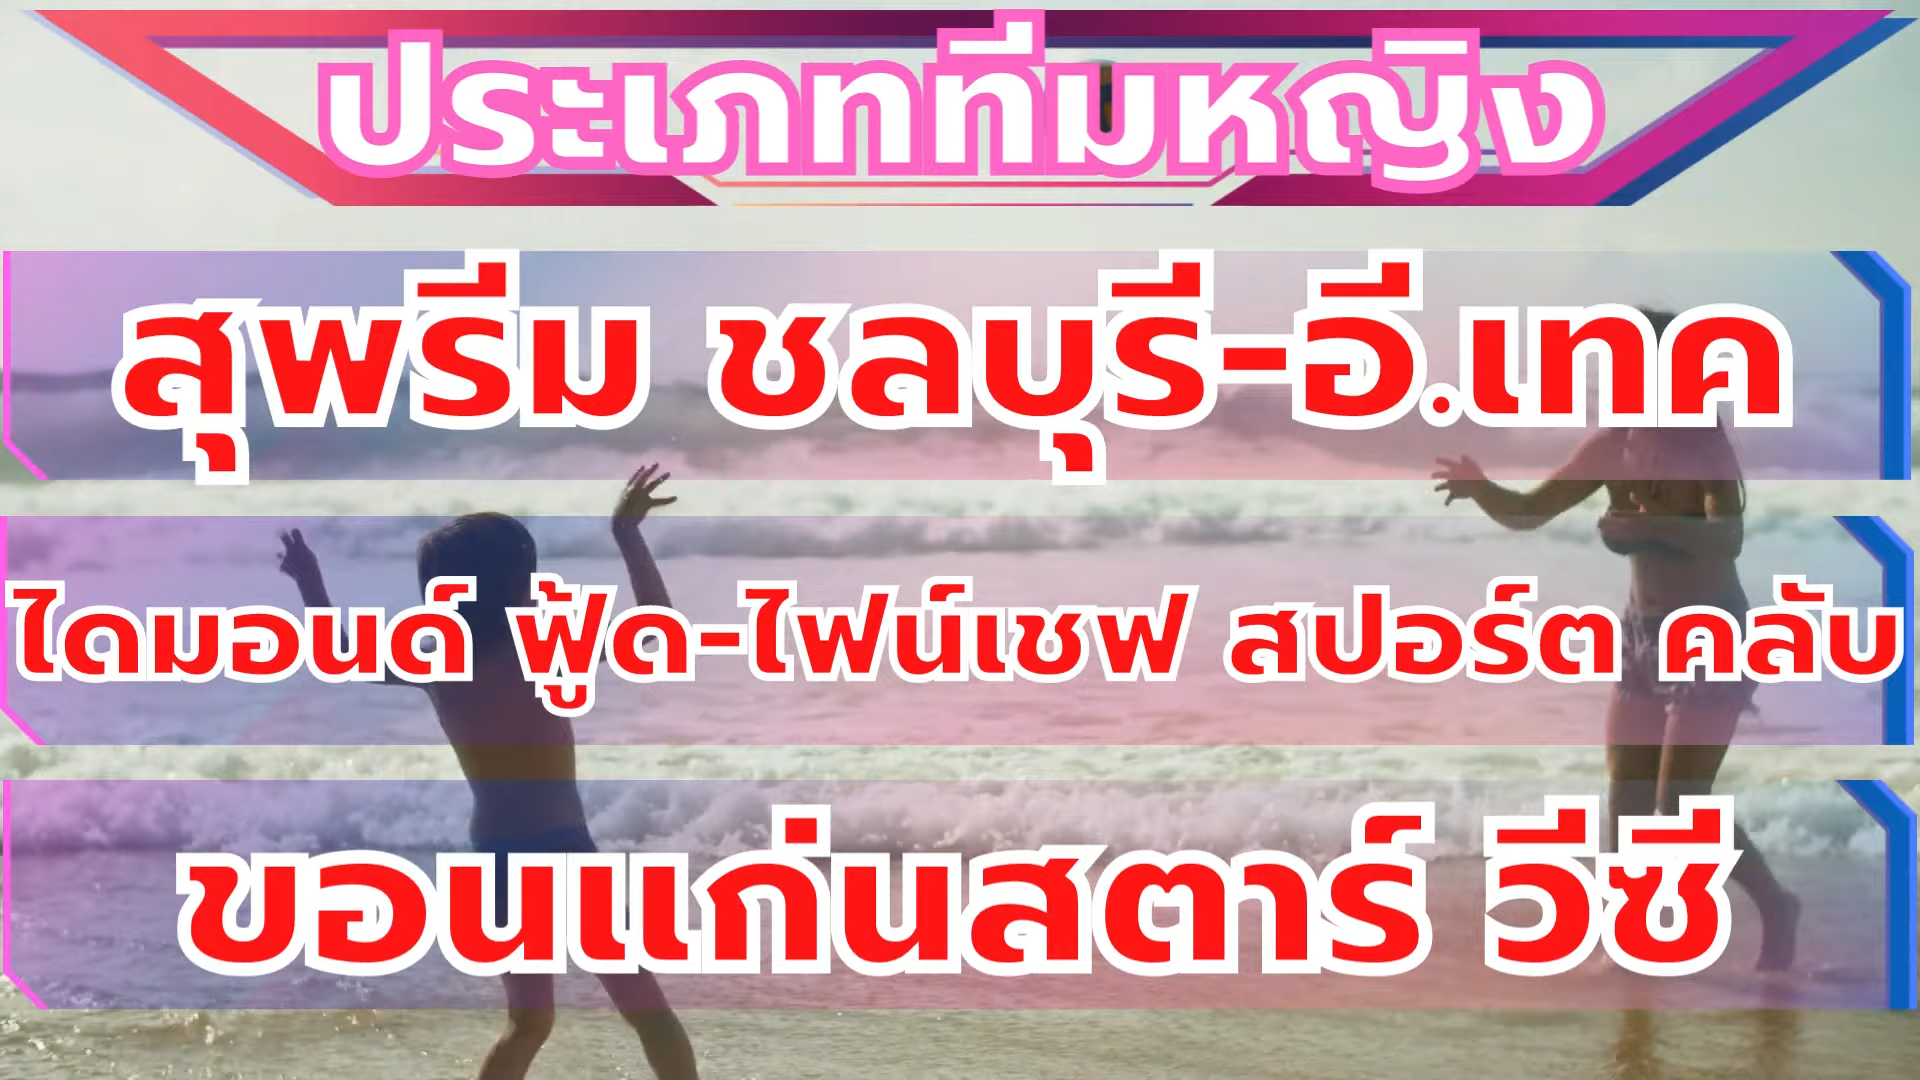 ประเภททีมหญิง
สุพรีม ชลบุรี-อี.เทค
ไดมอนด์ ฟู้ด-ไฟน์เชฟ สปอร์ต คลับ
ขอนแก่นสตาร์ วีซี